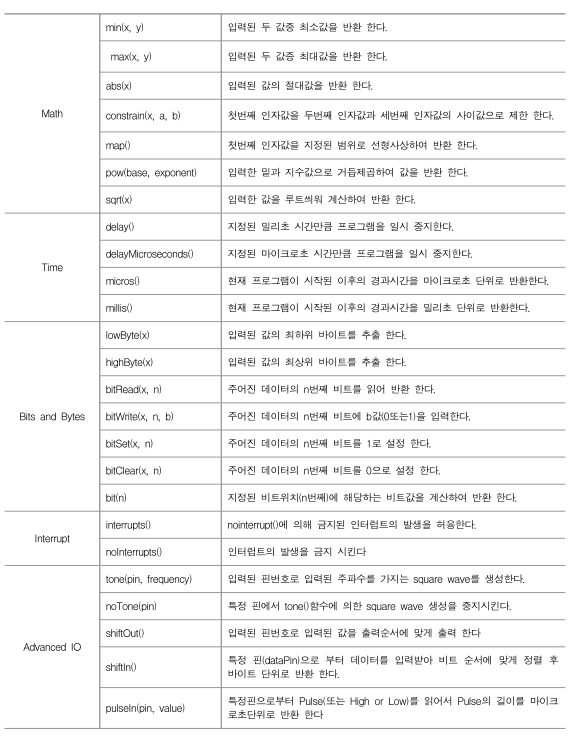 Math
min(x, y) 입력된 두 값중 최소값을 반환 한다.
max(x, y) 입력된 두 값중 최대값을 반환 한다.
abs(x) 입력된 값의 절대값을 반환 한다.
constrain(x, a, b) 첫번째 인자값을 두번째 인자값과 세번째 인자값의 사이값으로 제한 한다.
map() 첫번째 인자값을 지정된 범위로 선형사상하여 반환 한다.
pow(base, exponent) 입력한 밑과 지수값으로 거듭제곱하여 값을 반환 한다.
sqrt(x) 입력한 값을 루트씌워 계산하여 반환 한다.
Time
delay() 지정된 밀리초 시간만큼 프로그램을 일시 중지한다.
delayMicroseconds() 지정된 마이크로초 시간만큼 프로그램을 일시 중지한다.
micros() 현재 프로그램이 시작된 이후의 경과시간을 마이크로초 단위로 반환한다.
millis() 현재 프로그램이 시작된 이후의 경과시간을 밀리초 단위로 반환한다.
Bits and Bytes
lowByte(x) 입력된 값의 최하위 바이트를 추출 한다.
highByte(x) 입력된 값의 최상위 바이트를 추출 한다.
bitRead(x, n) 주어진 데이터의 n번째 비트를 읽어 반환 한다.
bitWrite(x, n, b) 주어진 데이터의 n번째 비트에 b값(0또는1)을 입력한다.
bitSet(x, n) 주어진 데이터의 n번째 비트를 1로 설정 한다.
bitClear(x, n) 주어진 데이터의 n번째 비트를 0으로 설정 한다.
bit(n) 지정된 비트위치(n번째)에 해당하는 비트값을 계산하여 반환 한다.
Interrupt
interrupts() nointerrupt()에 의해 금지된 인터럽트의 발생을 허용한다.
noInterrupts() 인터럽트의 발생을 금지 시킨다
Advanced IO
tone(pin, frequency) 입력된 핀번호로 입력된 주파수를 가지는 square wave를 생성한다.
noTone(pin) 특정 핀에서 tone()함수에 의한 square wave 생성을 중지시킨다.
shiftOut() 입력된 핀번호로 입력된 값을 출력순서에 맞게 출력 한다
shiftIn() 특정 핀(dataPin)으로 부터 데이터를 입력받아 비트 순서에 맞게 정렬 후
바이트 단위로 반환 한다.
pulseIn(pin, value) 특정핀으로부터 Pulse(또는 High or Low)를 읽어서 Pulse의 길이를 마이크
로초단위로 반환 한다